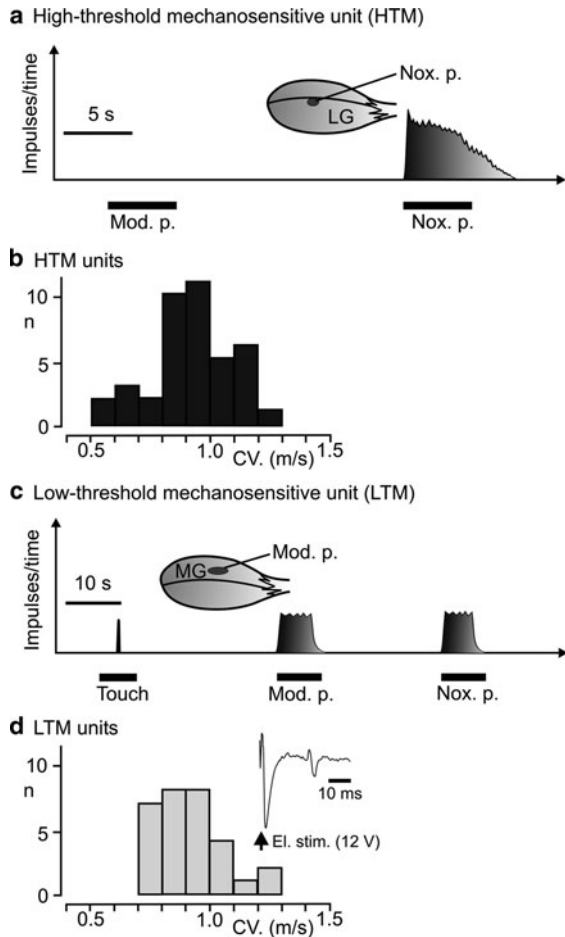 a High-threshold mechanosensitive unit (HTM)
Impulses/time
5 s
Nox. p.
LG
Mod. p.
Nox. p.
b HTM units
10
n
5
0
0.5 1.0 1.5
CV. (m/s)
c Low-threshold mechanosensitive unit (LTM)
Impulses/time
10 s
MG
Mod. p.
Touch
Mod. p.
Nox. p.
d LTM units
10
n
5
0
10 ms
El. stim. (12 V)
0.5 1.0 1.5
CV. (m/s)